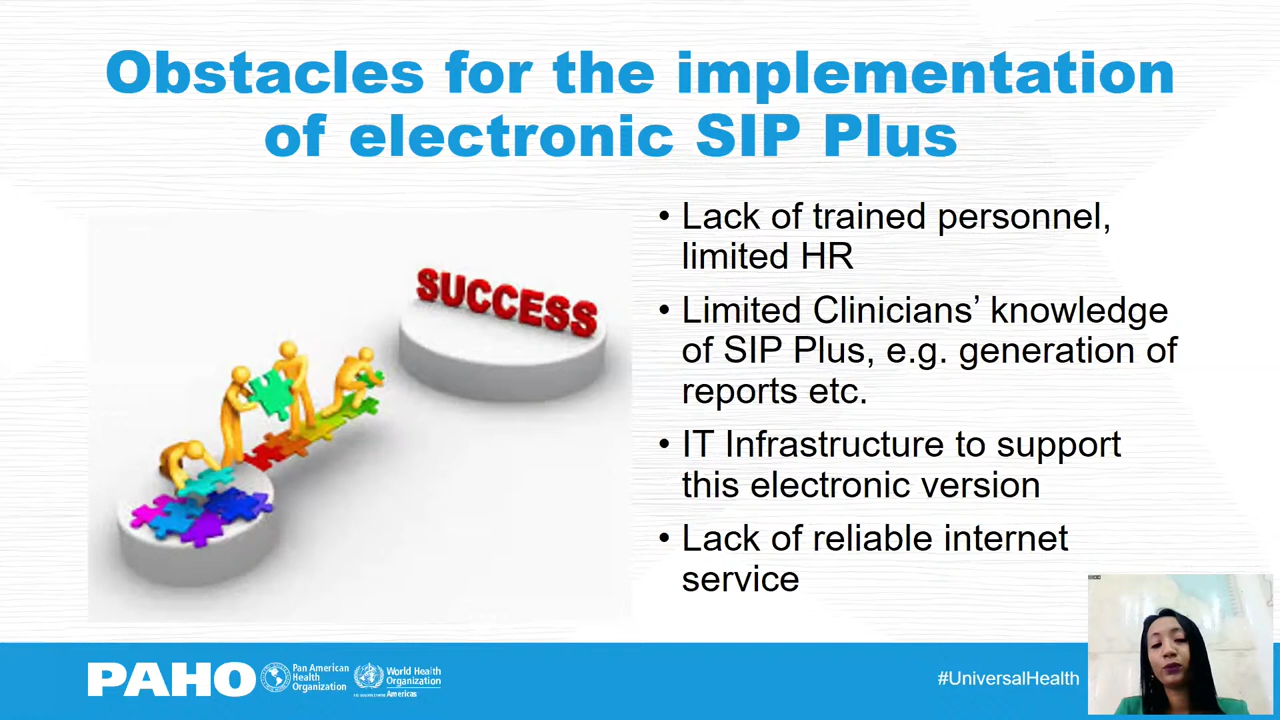 Obstacles for the implementation
of electronic SIP Plus
• Lack of trained personnel,
limited HR
• Limited Clinicians’ knowledge
of SIP Plus, e.g. generation of
reports etc.
• IT Infrastructure to support
this electronic version
• Lack of reliable internet
service
SUCCESS
PAHO
Pan American
Health
Organization
World Health
Organization
Americas
#UniversalHealth